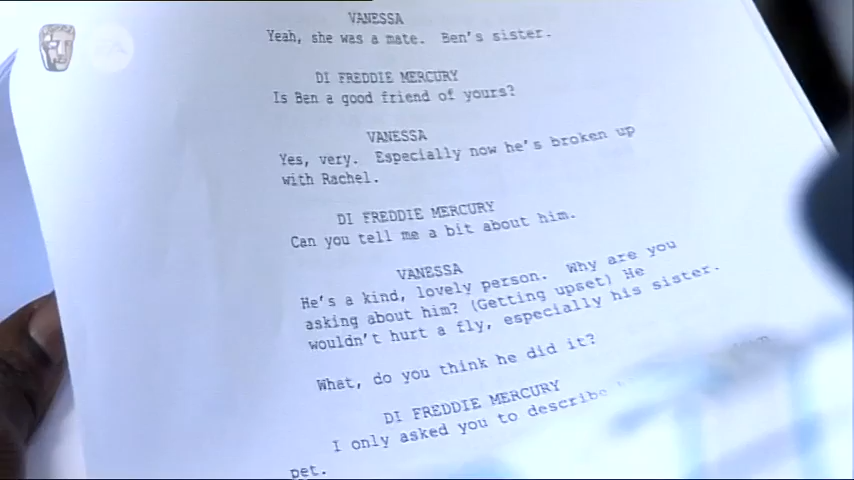 VANESSA
Yeah, she was a mate. Ben's sister.
DI FREDDIE MERCURY
Is Ben a good friend of yours?
VANESSA
Yes, very. Especially now he's broken up
with Rachel.
DI FREDDIE MERCURY
Can you tell me a bit about him.
VANESSA
He's a kind, lovely person. Why are you
asking about him? (Getting upset) He
wouldn't hurt a fly, especially his sister.
What, do you think he did it?
DI FREDDIE MERCURY
I only asked you to describe
pet.